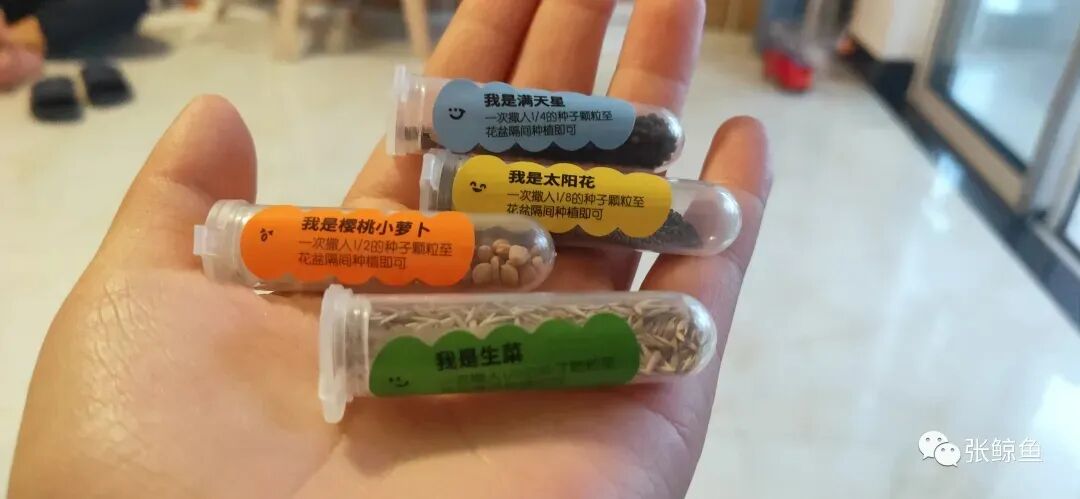 我是满天星
一次撒入1/4的种子颗粒至
花盆隔间种植即可
我是太阳花
一次撒入1/8的种子颗粒至
花盆隔间种植即可
我是樱桃小萝卜
一次撒入1/2的种子颗粒至
花盆隔间种植即可
我是生菜
张鲸鱼